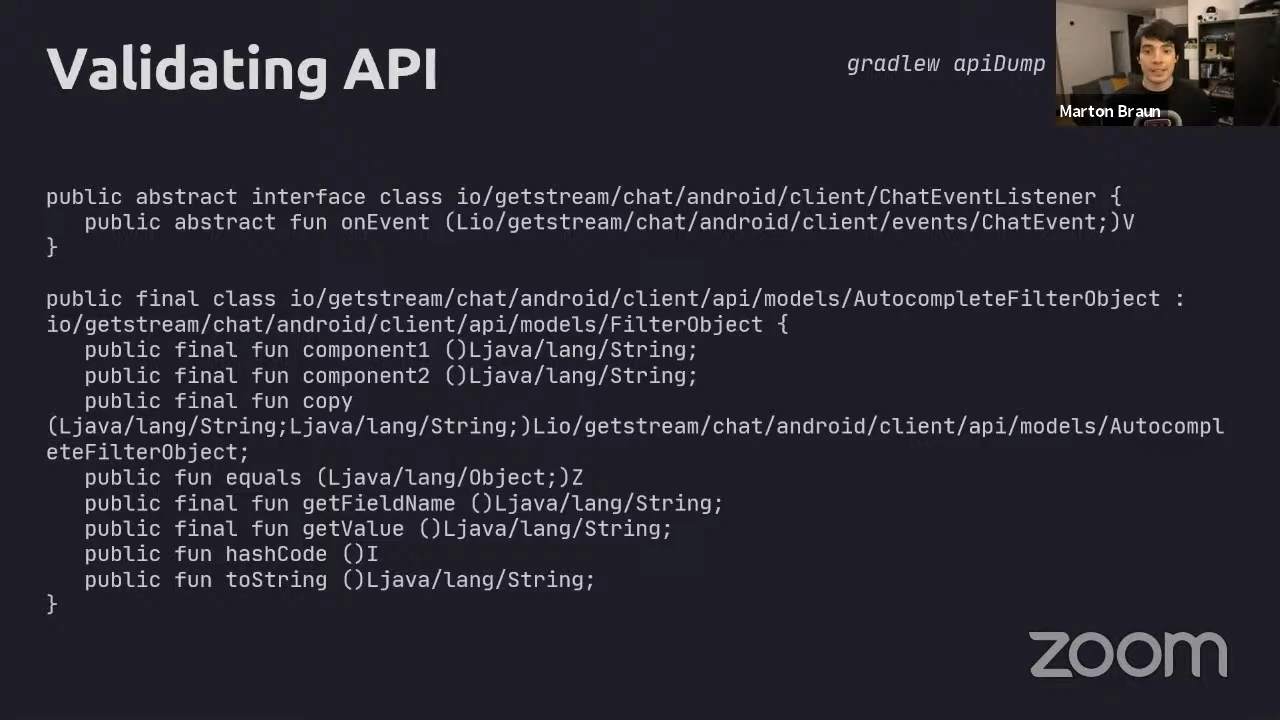 Validating API
gradlew apiDump
Marton Braun
public abstract interface class io/getstream/chat/android/client/ChatEventListener {
public abstract fun onEvent (Lio/getstream/chat/android/client/events/ChatEvent;)V
}
public final class io/getstream/chat/android/client/api/models/AutocompleteFilterObject :
io/getstream/chat/android/client/api/models/FilterObject {
public final fun component1 ()Ljava/lang/String;
public final fun component2 ()Ljava/lang/String;
public final fun copy
(Ljava/lang/String;Ljava/lang/String;)Lio/getstream/chat/android/client/api/models/Autocompl
eteFilterObject;
public fun equals (Ljava/lang/Object;)Z
public final fun getFieldName ()Ljava/lang/String;
public final fun getValue ()Ljava/lang/String;
public fun hashCode ()I
public fun toString ()Ljava/lang/String;
}
zoom